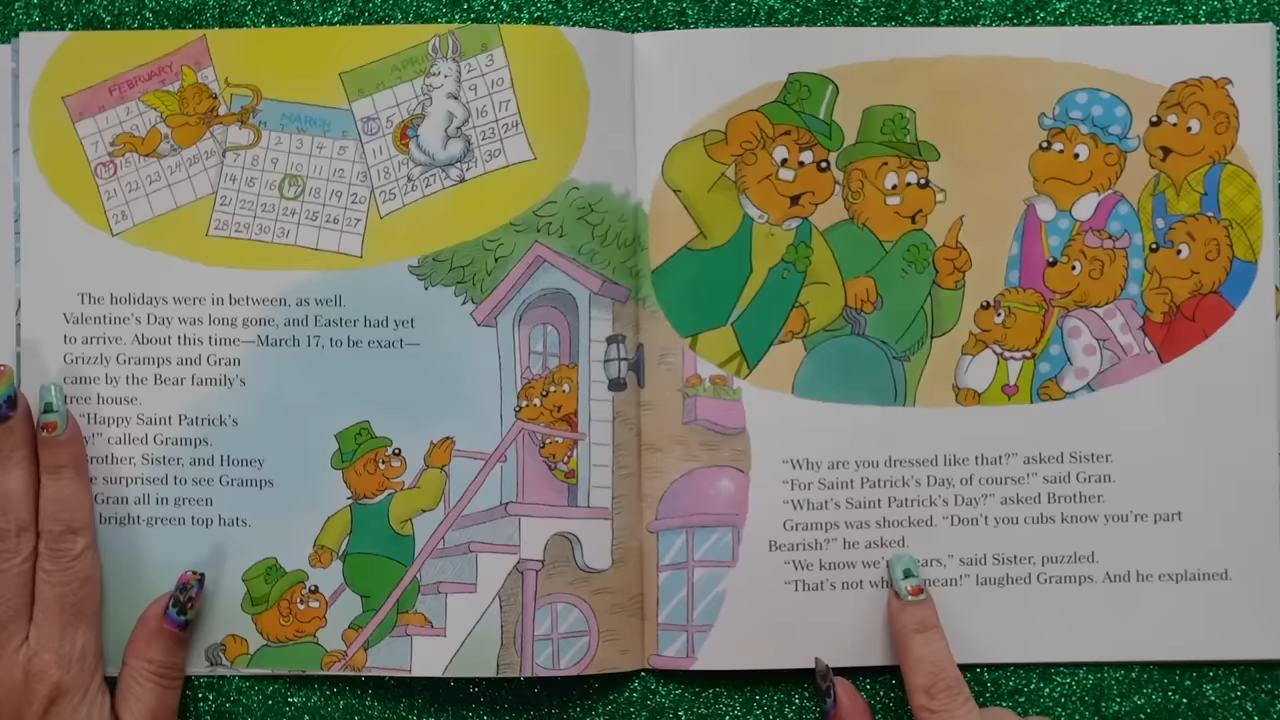 FEBRUARY
MARCH
APRI
The holidays were in between, as well.
Valentine's Day was long gone, and Easter had yet
to arrive. About this time—March 17, to be exact—
Grizzly Gramps and Gran
came by the Bear family's
tree house.
"Happy Saint Patrick's
y!" called Gramps.
Brother, Sister, and Honey
e surprised to see Gramps
Gran all in green
bright-green top hats.
"Why are you dressed like that?" asked Sister.
"For Saint Patrick's Day, of course!" said Gran.
"What's Saint Patrick's Day?" asked Brother.
Gramps was shocked. "Don't you cubs know you're part
Bearish?" he asked.
"We know we' ars," said Sister, puzzled.
"That's not wh mean!" laughed Gramps. And he explained.